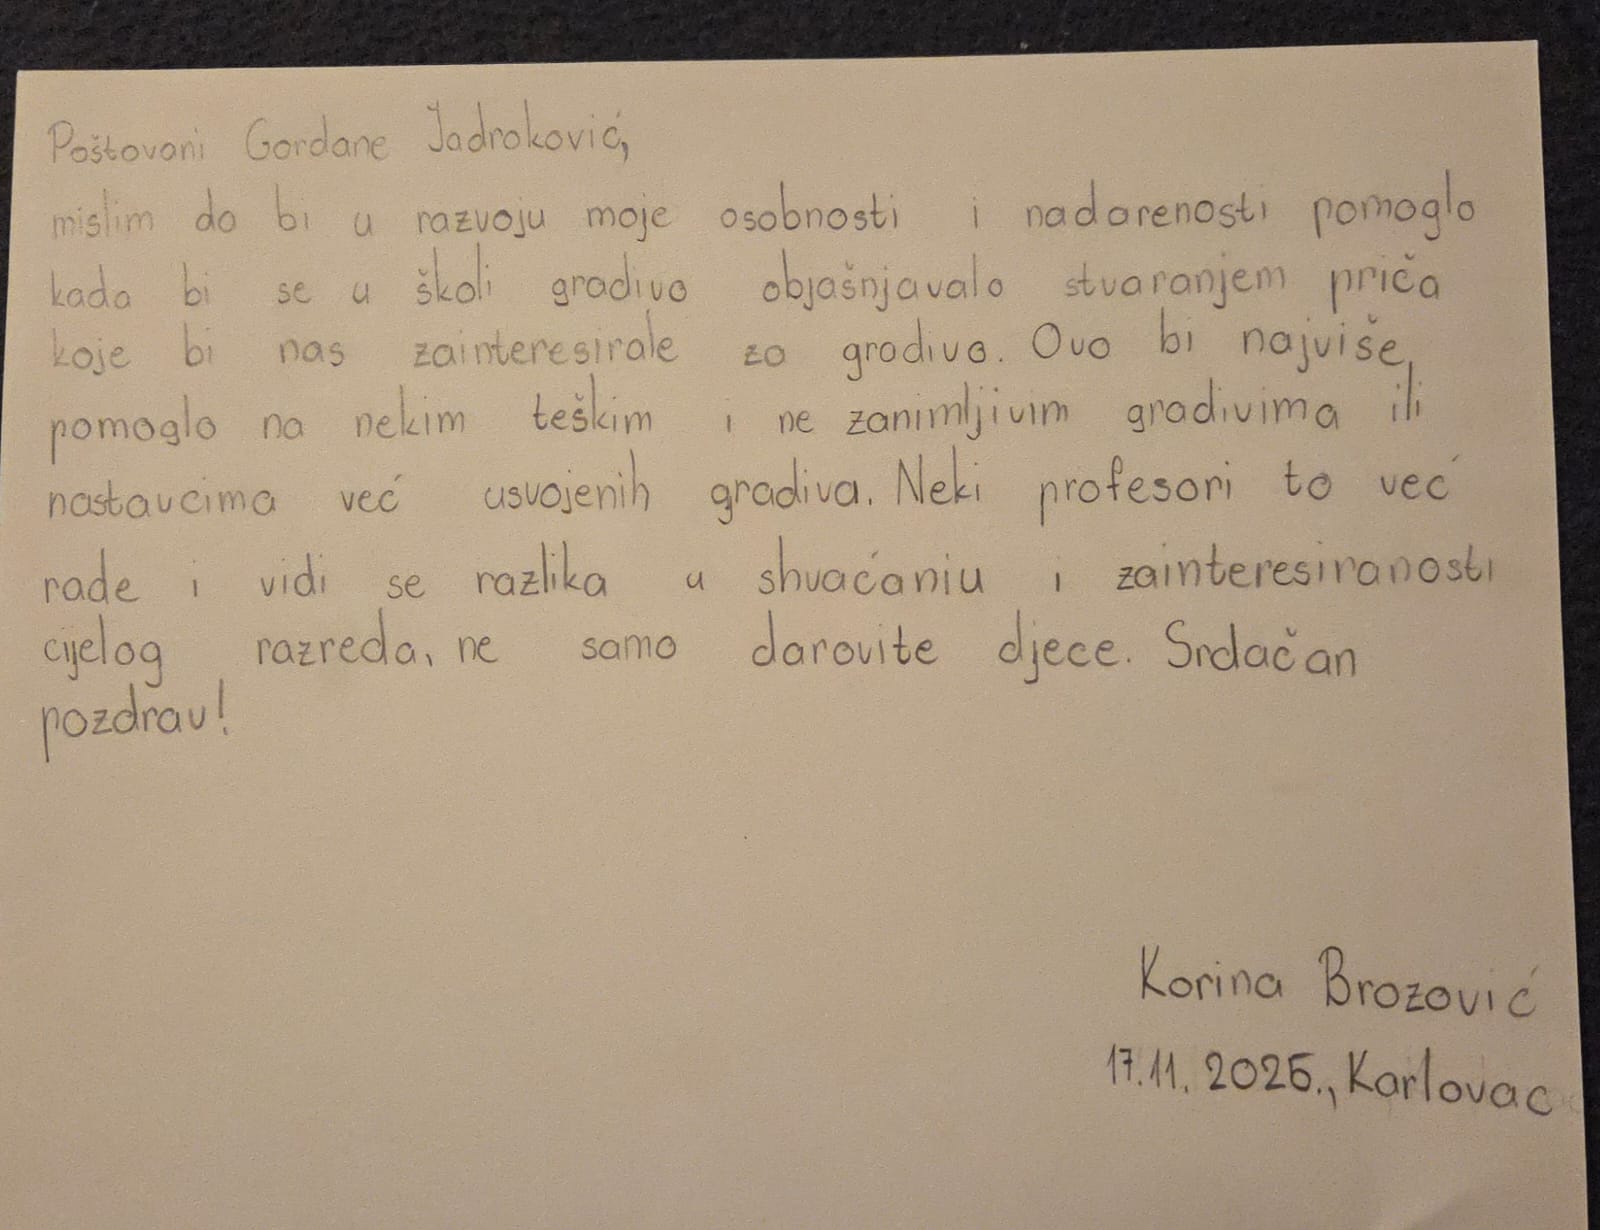 Poštovani Gordane Jadroković,
mislim da bi u razvoju moje osobnosti i nadarenosti pomoglo
kada bi se u školi gradivo objašnjavalo stvaranjem priča
koje bi nas zainteresirale za gradivo. Ovo bi najviše
pomoglo na nekim teškim i ne zanimljivim gradivima ili
nastavcima već usvojenih gradiva. Neki profesori to već
rade i vidi se razlika u shvaćaniu i zainteresiranosti
cijelog razreda, ne samo darovite djece. Srdačan
pozdrav!
Korina Brozović
17.11. 2025., Karlovac